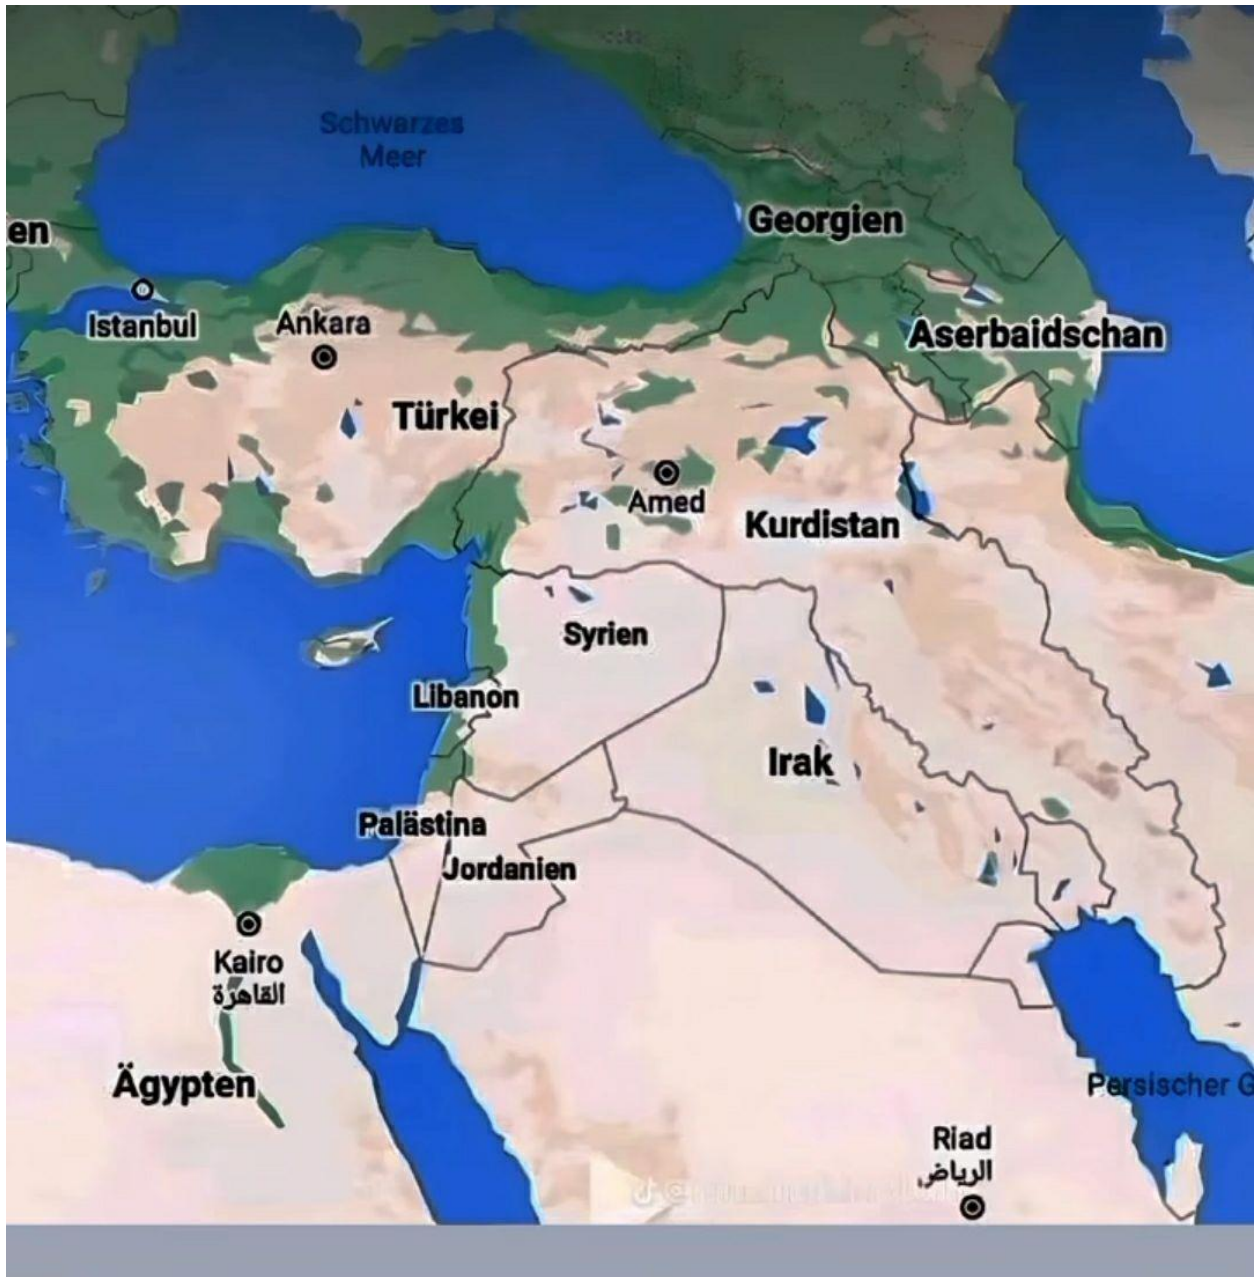 Schwarzes
Meer
en
Georgien
Istanbul
Ankara
Aserbaidschan
Türkei
Amed
Kurdistan
Syrien
Libanon
Irak
Palästina
Jordanien
Kairo
القاهرة
Ägypten
Persischer G
Riad
الرياض